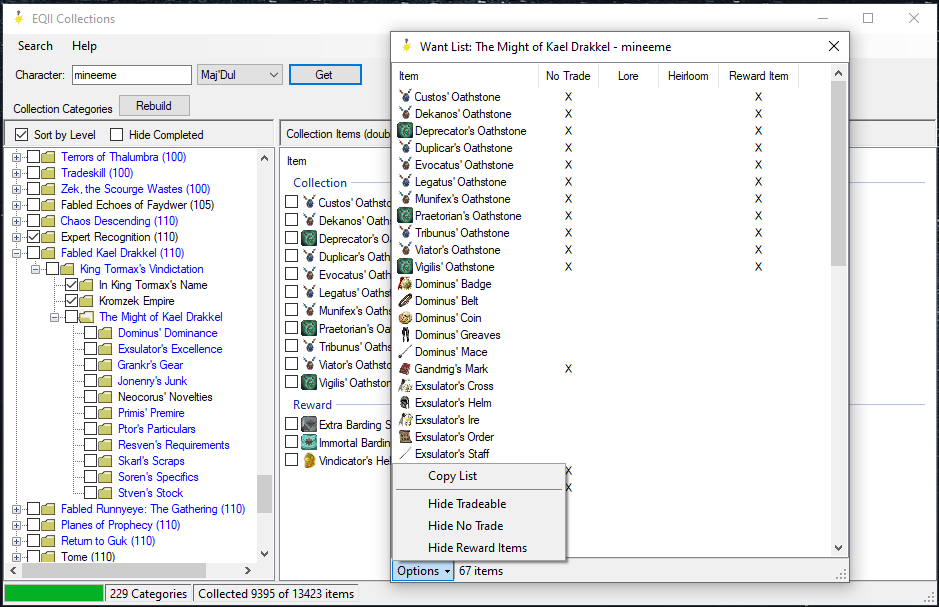 EQII Collections
Search Help
Character: mineeme Maj'Dul Get
Collection Categories Rebuild
Sort by Level Hide Completed
Terrors of Thalumbra (100)
Tradeskill (100)
Zek, the Scourge Wastes (100)
Fabled Echoes of Faydwer (105)
Chaos Descending (110)
Expert Recognition (110)
Fabled Kael Drakkel (110)
King Tormax's Vindictation
In King Tormax's Name
Kromzek Empire
The Might of Kael Drakkel
Dominus' Dominance
Exsulator's Excellence
Grankr's Gear
Jonenry's Junk
Neocorus' Novelties
Primis' Premire
Ptor's Particulars
Resven's Requirements
Skarl's Scraps
Soren's Specifics
Stven's Stock
Fabled Runnyeye: The Gathering (110)
Planes of Prophecy (110)
Return to Guk (110)
Tome (110)
Collection Items (doub
Item
Collection
Custos' Oathst
Dekanos' Oath
Deprecator's O
Duplicar's Oath
Evocatus' Oath
Legatus' Oaths
Munifex's Oath
Praetorian's Oa
Tribunus' Oaths
Viator's Oathsto
Vigilis' Oathston
Reward
Extra Barding S
Immortal Bardin
Vindicator's Hel
229 Categories Collected 9395 of 13423 items
Want List: The Might of Kael Drakkel - mineeme
Item No Trade Lore Heirloom Reward Item
Custos' Oathstone X X
Dekanos' Oathstone X X
Deprecator's Oathstone X X
Duplicar's Oathstone X X
Evocatus' Oathstone X X
Legatus' Oathstone X X
Munifex's Oathstone X X
Praetorian's Oathstone X X
Tribunus' Oathstone X X
Viator's Oathstone X X
Vigilis' Oathstone X X
Dominus' Badge
Dominus' Belt
Dominus' Coin
Dominus' Greaves
Dominus' Mace
Gandrrig's Mark X
Exsulator's Cross
Exsulator's Helm
Exsulator's Ire
Exsulator's Order
Exsulator's Staff
X
X
Copy List
Hide Tradeable
Hide No Trade
Hide Reward Items
Options 67 items